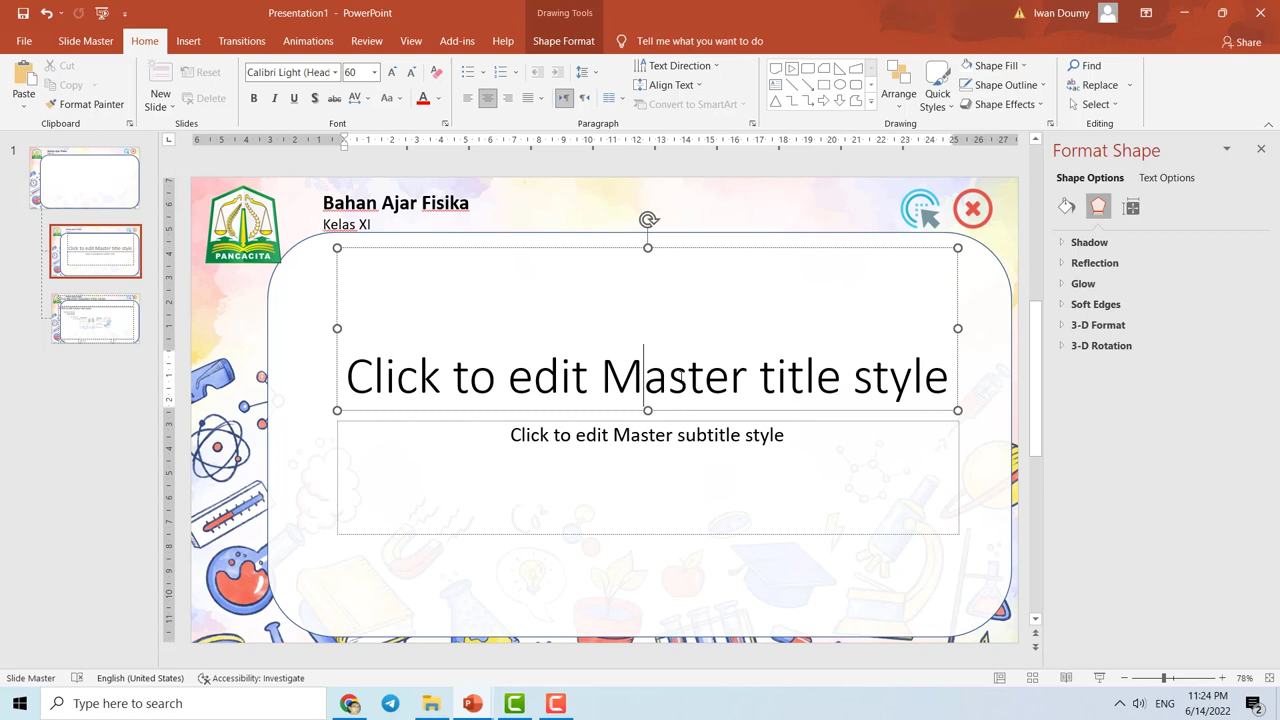 Presentation1 - PowerPoint
Drawing Tools
Iwan Doumy
File Slide Master Home Insert Transitions Animations Review View Add-ins Help Shape Format Tell me what you want to do
Share
Paste
Cut
Copy
Format Painter
Clipboard
New Slide
Reset
Delete
Slides
Calibri Light (Head 60
B I U S abc AV Aa A
Font
Text Direction
Align Text
Convert to SmartArt
Paragraph
Arrange
Quick Styles
Shape Fill
Shape Outline
Shape Effects
Drawing
Find
Replace
Select
Editing
1
Bahan Ajar Fisika
Kelas XI
PANCACITA
Click to edit Master title style
Click to edit Master subtitle style
Format Shape
Shape Options Text Options
Shadow
Reflection
Glow
Soft Edges
3-D Format
3-D Rotation
Slide Master English (United States) Accessibility: Investigate 78%
Type here to search
ENG
11:24 PM
6/14/2022
2